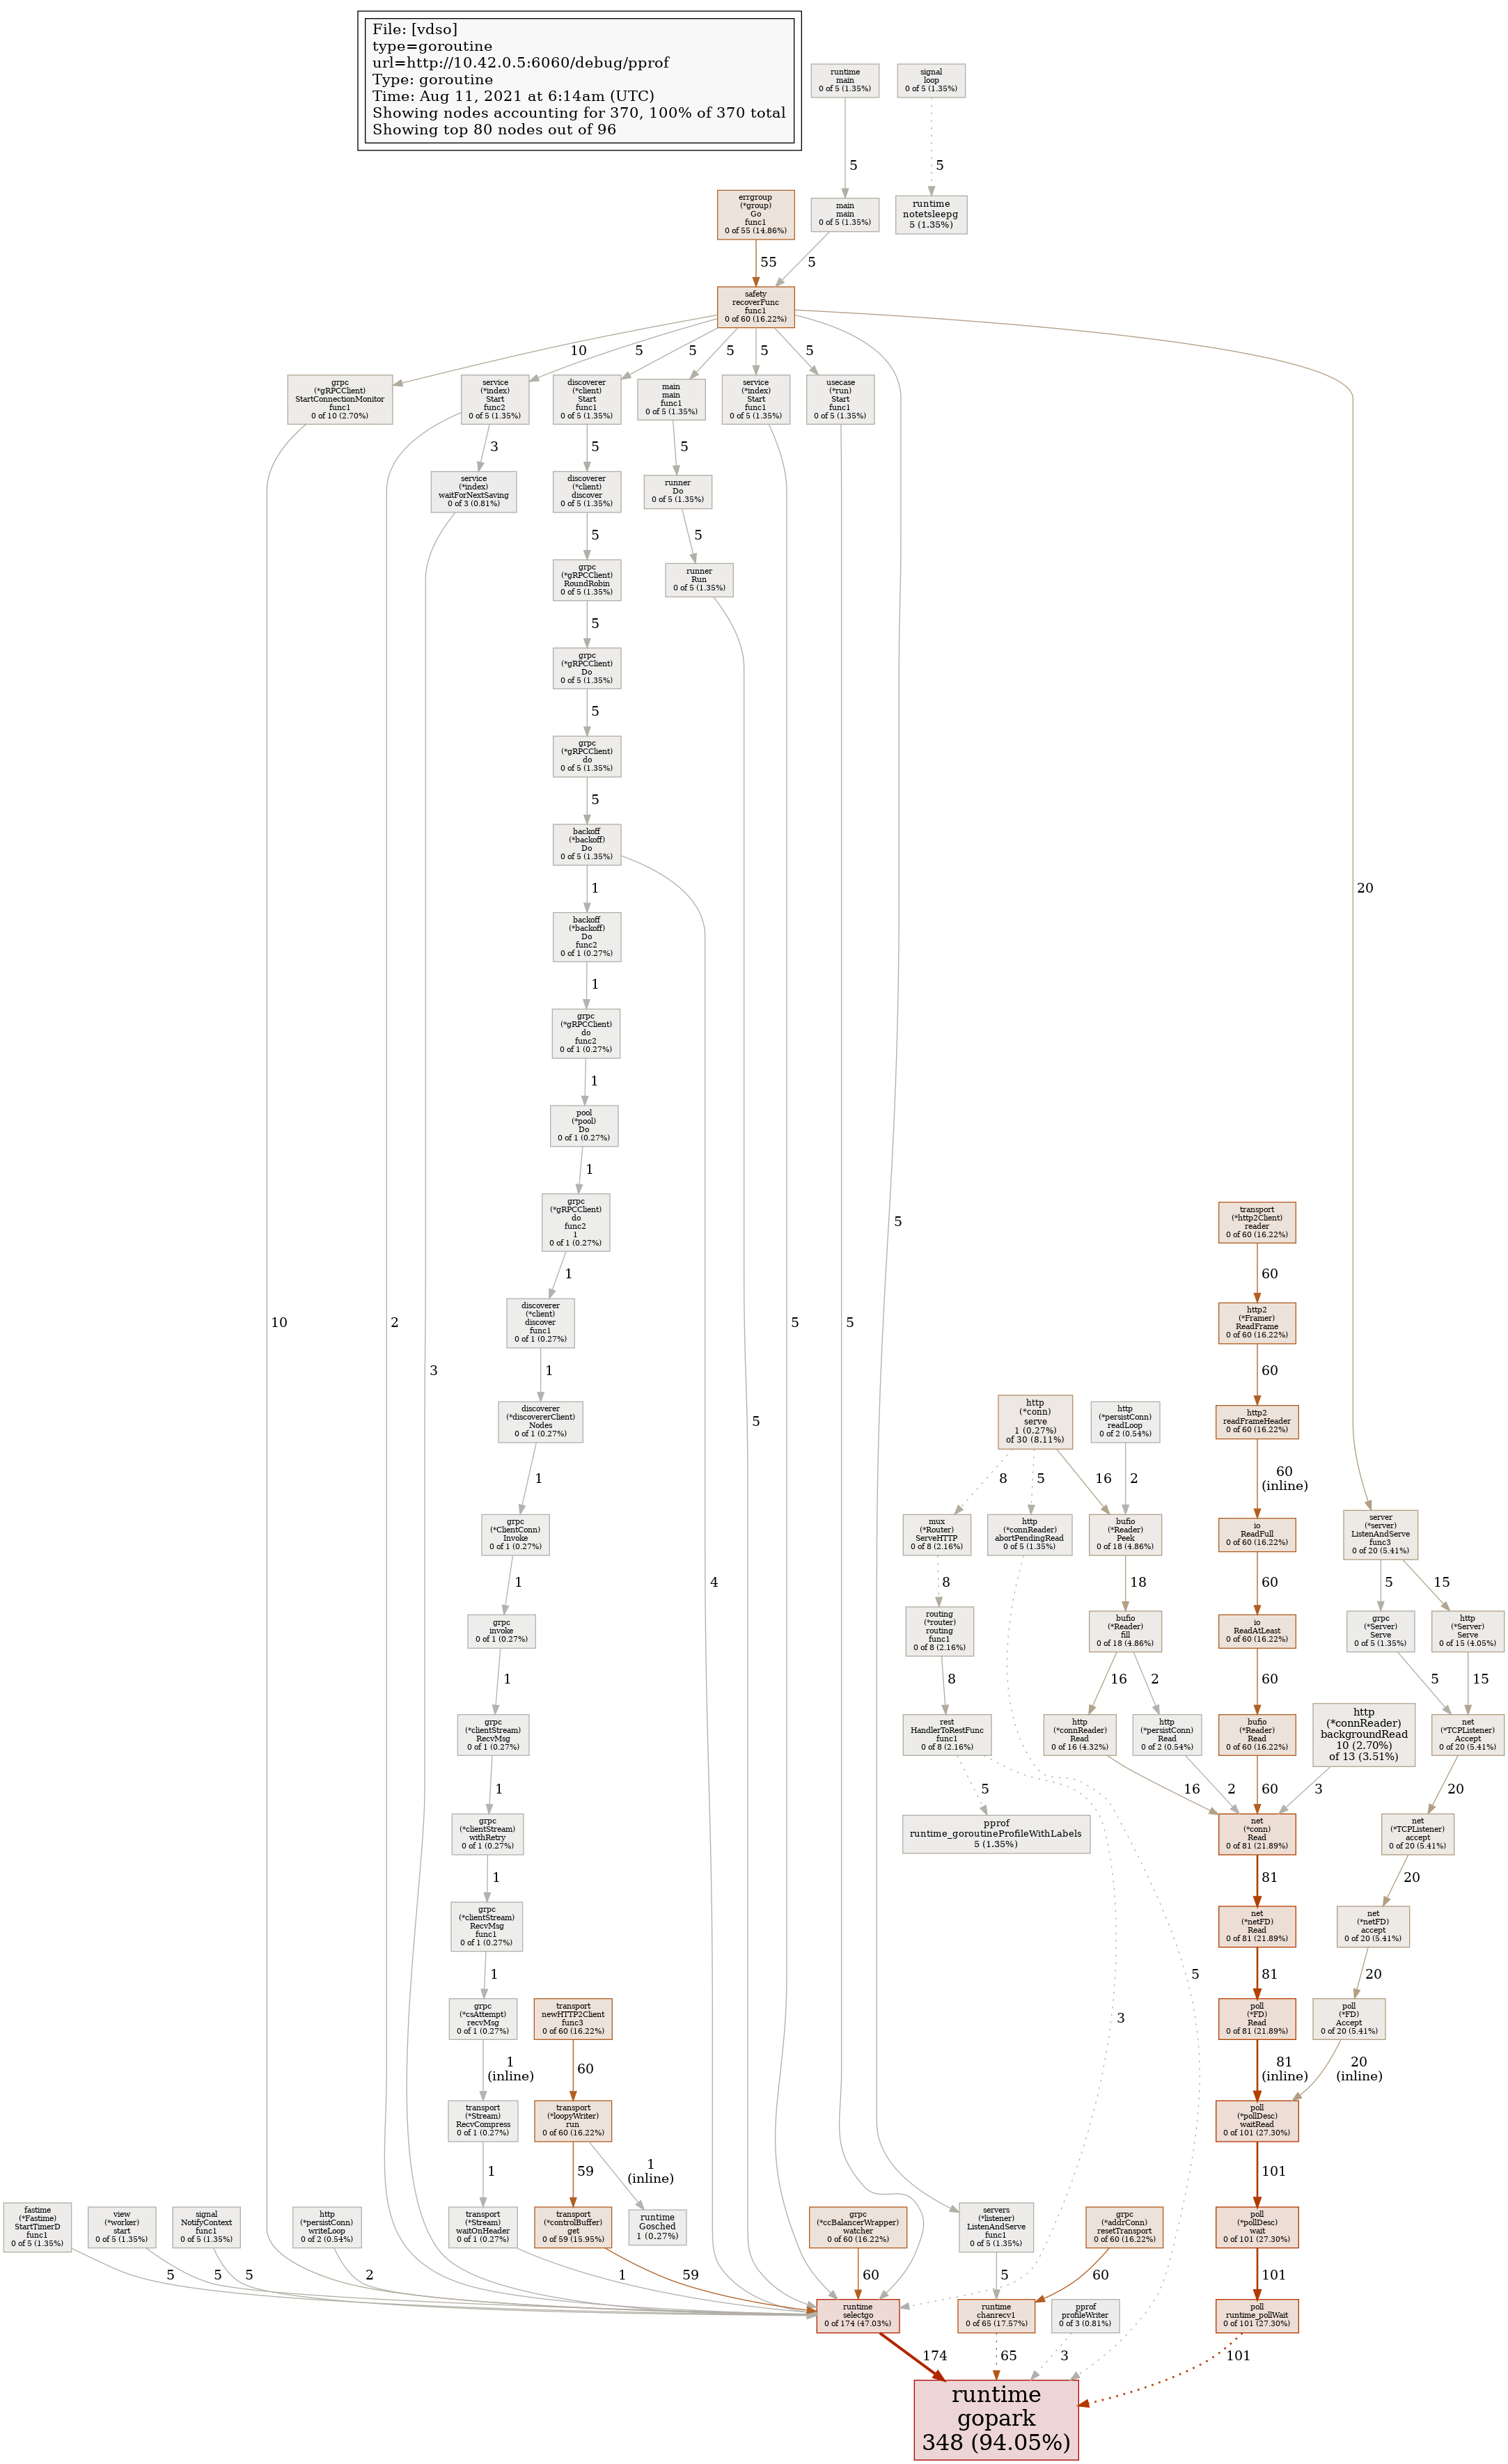 File: [vdso]
type=goroutine
url=http://10.42.0.5:6060/debug/pprof
Type: goroutine
Time: Aug 11, 2021 at 6:14am (UTC)
Showing nodes accounting for 370, 100% of 370 total
Showing top 80 nodes out of 96
runtime
main
0 of 5 (1.35%)
signal
loop
0 of 5 (1.35%)
5
5
errgroup
(*group)
Go
func1
0 of 55 (14.86%)
main
main
0 of 5 (1.35%)
runtime
notetsleepg
5 (1.35%)
55
5
safety
recoverFunc
func1
0 of 60 (16.22%)
10
5
5
5
5
5
grpc
(*gRPCClient)
StartConnectionMonitor
func1
0 of 10 (2.70%)
service
(*index)
Start
func2
0 of 5 (1.35%)
discoverer
(*client)
Start
func1
0 of 5 (1.35%)
main
main
func1
0 of 5 (1.35%)
service
(*index)
Start
func1
0 of 5 (1.35%)
usecase
(*run)
Start
func1
0 of 5 (1.35%)
3
5
5
service
(*index)
waitForNextSaving
0 of 3 (0.81%)
discoverer
(*client)
discover
0 of 5 (1.35%)
runner
Do
0 of 5 (1.35%)
5
5
grpc
(*gRPCClient)
RoundRobin
0 of 5 (1.35%)
runner
Run
0 of 5 (1.35%)
5
grpc
(*gRPCClient)
Do
0 of 5 (1.35%)
5
grpc
(*gRPCClient)
do
0 of 5 (1.35%)
5
backoff
(*backoff)
Do
0 of 5 (1.35%)
1
20
backoff
(*backoff)
Do
func2
0 of 1 (0.27%)
1
grpc
(*gRPCClient)
do
func2
0 of 1 (0.27%)
1
pool
(*pool)
Do
0 of 1 (0.27%)
1
grpc
(*gRPCClient)
do
func2
1
0 of 1 (0.27%)
5
transport
(*http2Client)
reader
0 of 60 (16.22%)
1
60
discoverer
(*client)
discover
func1
0 of 1 (0.27%)
10
2
5
5
http2
(*Framer)
ReadFrame
0 of 60 (16.22%)
1
3
60
discoverer
(*discovererClient)
Nodes
0 of 1 (0.27%)
5
http
(*conn)
serve
1 (0.27%)
of 30 (8.11%)
http
(*persistConn)
readLoop
0 of 2 (0.54%)
http2
readFrameHeader
0 of 60 (16.22%)
1
8
5
16
2
60
(inline)
grpc
(*ClientConn)
Invoke
0 of 1 (0.27%)
mux
(*Router)
ServeHTTP
0 of 8 (2.16%)
http
(*connReader)
abortPendingRead
0 of 5 (1.35%)
bufio
(*Reader)
Peek
0 of 18 (4.86%)
io
ReadFull
0 of 60 (16.22%)
server
(*server)
ListenAndServe
func3
0 of 20 (5.41%)
1
4
8
18
60
5
15
grpc
invoke
0 of 1 (0.27%)
routing
(*router)
routing
func1
0 of 8 (2.16%)
bufio
(*Reader)
fill
0 of 18 (4.86%)
io
ReadAtLeast
0 of 60 (16.22%)
grpc
(*Server)
Serve
0 of 5 (1.35%)
http
(*Server)
Serve
0 of 15 (4.05%)
1
8
16
2
60
5
15
grpc
(*clientStream)
RecvMsg
0 of 1 (0.27%)
rest
HandlerToRestFunc
func1
0 of 8 (2.16%)
http
(*connReader)
Read
0 of 16 (4.32%)
http
(*persistConn)
Read
0 of 2 (0.54%)
bufio
(*Reader)
Read
0 of 60 (16.22%)
http
(*connReader)
backgroundRead
10 (2.70%)
of 13 (3.51%)
net
(*TCPListener)
Accept
0 of 20 (5.41%)
1
5
16
2
60
3
20
grpc
(*clientStream)
withRetry
0 of 1 (0.27%)
pprof
runtime_goroutineProfileWithLabels
5 (1.35%)
net
(*conn)
Read
0 of 81 (21.89%)
net
(*TCPListener)
accept
0 of 20 (5.41%)
1
81
20
grpc
(*clientStream)
RecvMsg
func1
0 of 1 (0.27%)
net
(*netFD)
Read
0 of 81 (21.89%)
net
(*netFD)
accept
0 of 20 (5.41%)
1
5
81
20
grpc
(*csAttempt)
recvMsg
0 of 1 (0.27%)
transport
newHTTP2Client
func3
0 of 60 (16.22%)
3
poll
(*FD)
Read
0 of 81 (21.89%)
poll
(*FD)
Accept
0 of 20 (5.41%)
1
(inline)
60
81
(inline)
20
(inline)
transport
(*Stream)
RecvCompress
0 of 1 (0.27%)
transport
(*loopyWriter)
run
0 of 60 (16.22%)
poll
(*pollDesc)
waitRead
0 of 101 (27.30%)
1
59
1
(inline)
101
fastime
(*Fastime)
StartTimerD
func1
0 of 5 (1.35%)
view
(*worker)
start
0 of 5 (1.35%)
signal
NotifyContext
func1
0 of 5 (1.35%)
http
(*persistConn)
writeLoop
0 of 2 (0.54%)
transport
(*Stream)
waitOnHeader
0 of 1 (0.27%)
transport
(*controlBuffer)
get
0 of 59 (15.95%)
runtime
Gosched
1 (0.27%)
grpc
(*ccBalancerWrapper)
watcher
0 of 60 (16.22%)
servers
(*listener)
ListenAndServe
func1
0 of 5 (1.35%)
grpc
(*addrConn)
resetTransport
0 of 60 (16.22%)
poll
(*pollDesc)
wait
0 of 101 (27.30%)
5
5
5
2
1
59
60
5
60
101
runtime
selectgo
0 of 174 (47.03%)
runtime
chanrecv1
0 of 65 (17.57%)
pprof
profileWriter
0 of 3 (0.81%)
poll
runtime_pollWait
0 of 101 (27.30%)
174
65
3
101
runtime
gopark
348 (94.05%)